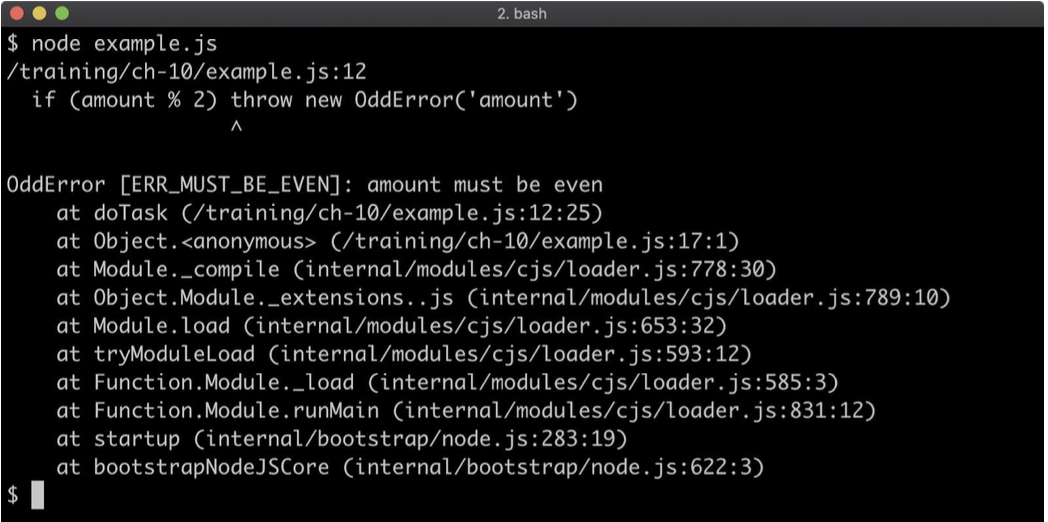 2. bash
$ node example.js
/training/ch-10/example.js:12
  if (amount % 2) throw new OddError('amount')
                  ^
OddError [ERR_MUST_BE_EVEN]: amount must be even
    at doTask (/training/ch-10/example.js:12:25)
    at Object.<anonymous> (/training/ch-10/example.js:17:1)
    at Module._compile (internal/modules/cjs/loader.js:778:30)
    at Object.Module._extensions..js (internal/modules/cjs/loader.js:789:10)
    at Module.load (internal/modules/cjs/loader.js:653:32)
    at tryModuleLoad (internal/modules/cjs/loader.js:593:12)
    at Function.Module._load (internal/modules/cjs/loader.js:585:3)
    at Function.Module.runMain (internal/modules/cjs/loader.js:831:12)
    at startup (internal/bootstrap/node.js:283:19)
    at bootstrapNodeJSCore (internal/bootstrap/node.js:622:3)
$